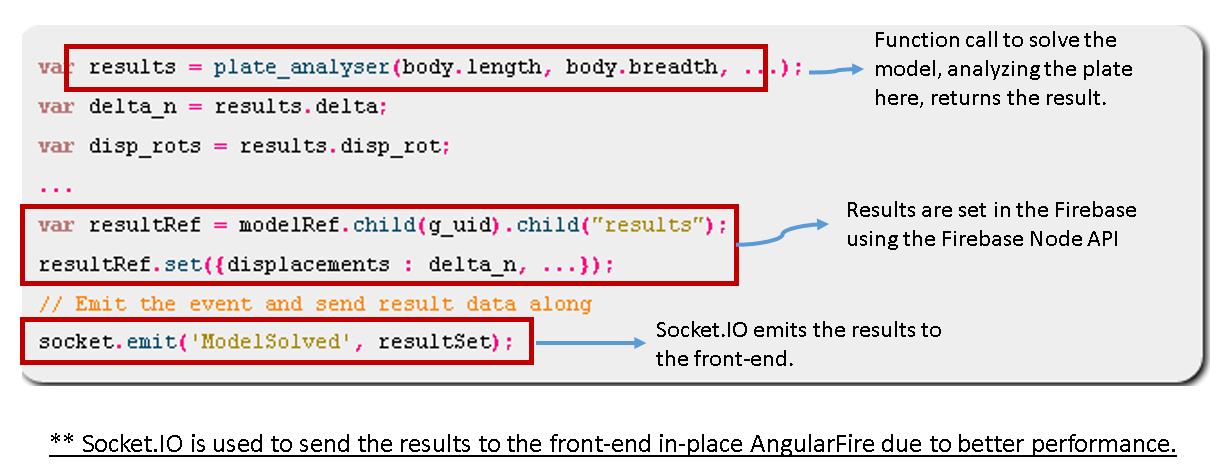 var results = plate_analyser(body.length, body.breadth, ...);
Function call to solve the
model, analyzing the plate
here, returns the result.
var delta_n = results.delta;
var disp_rots = results.disp_rot;
...
var resultRef = modelRef.child(g_uid).child("results");
resultRef.set({displacements : delta_n, ...});
Results are set in the Firebase
using the Firebase Node API
// Emit the event and send result data along
socket.emit('ModelSolved', resultSet);
Socket.IO emits the results to
the front-end.
** Socket.IO is used to send the results to the front-end in-place AngularFire due to better performance.